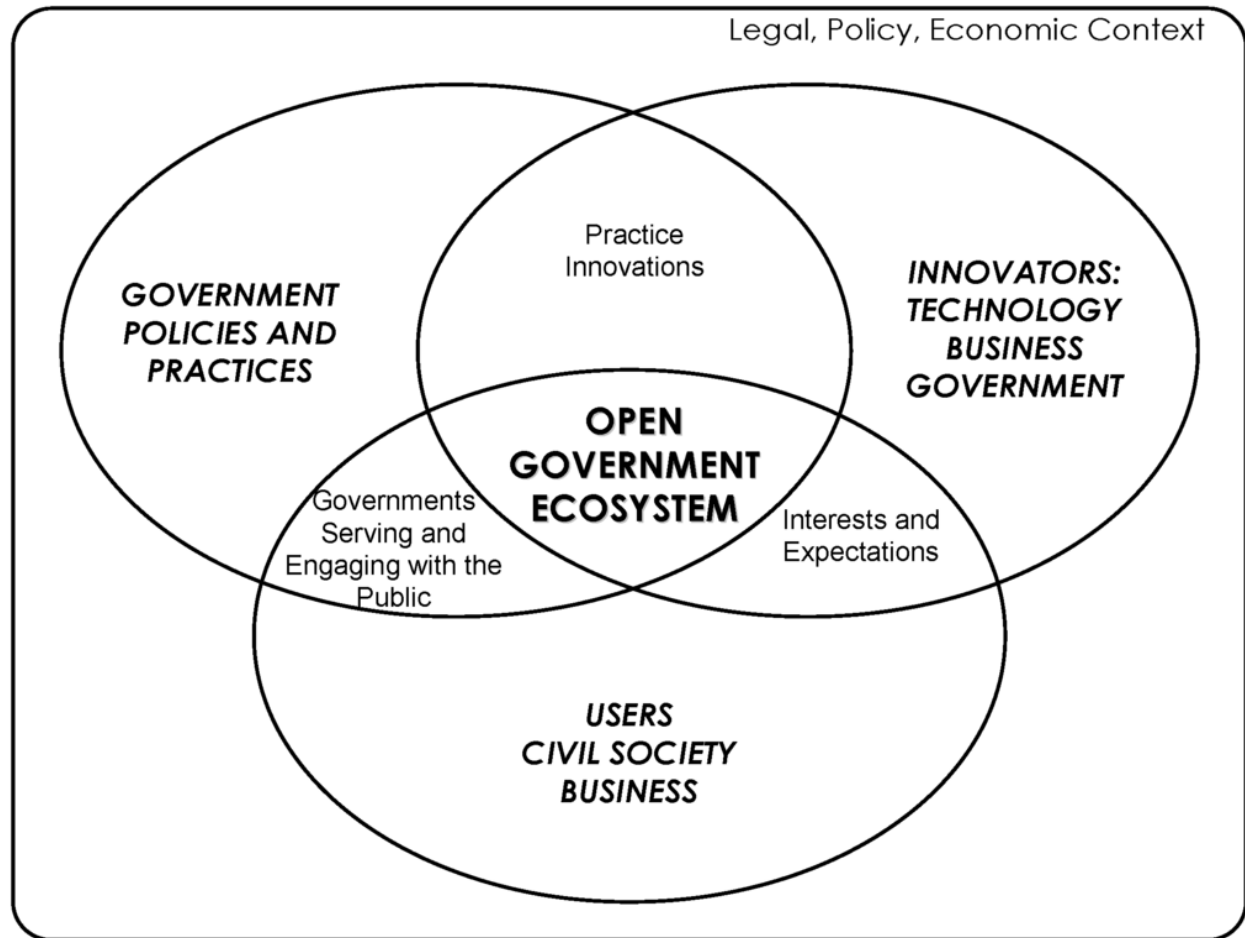 Legal, Policy, Economic Context
Practice
Innovations
GOVERNMENT
POLICIES AND
PRACTICES
INNOVATORS:
TECHNOLOGY
BUSINESS
GOVERNMENT
OPEN
GOVERNMENT
ECOSYSTEM
Governments
Serving and
Engaging with the
Public
Interests and
Expectations
USERS
CIVIL SOCIETY
BUSINESS